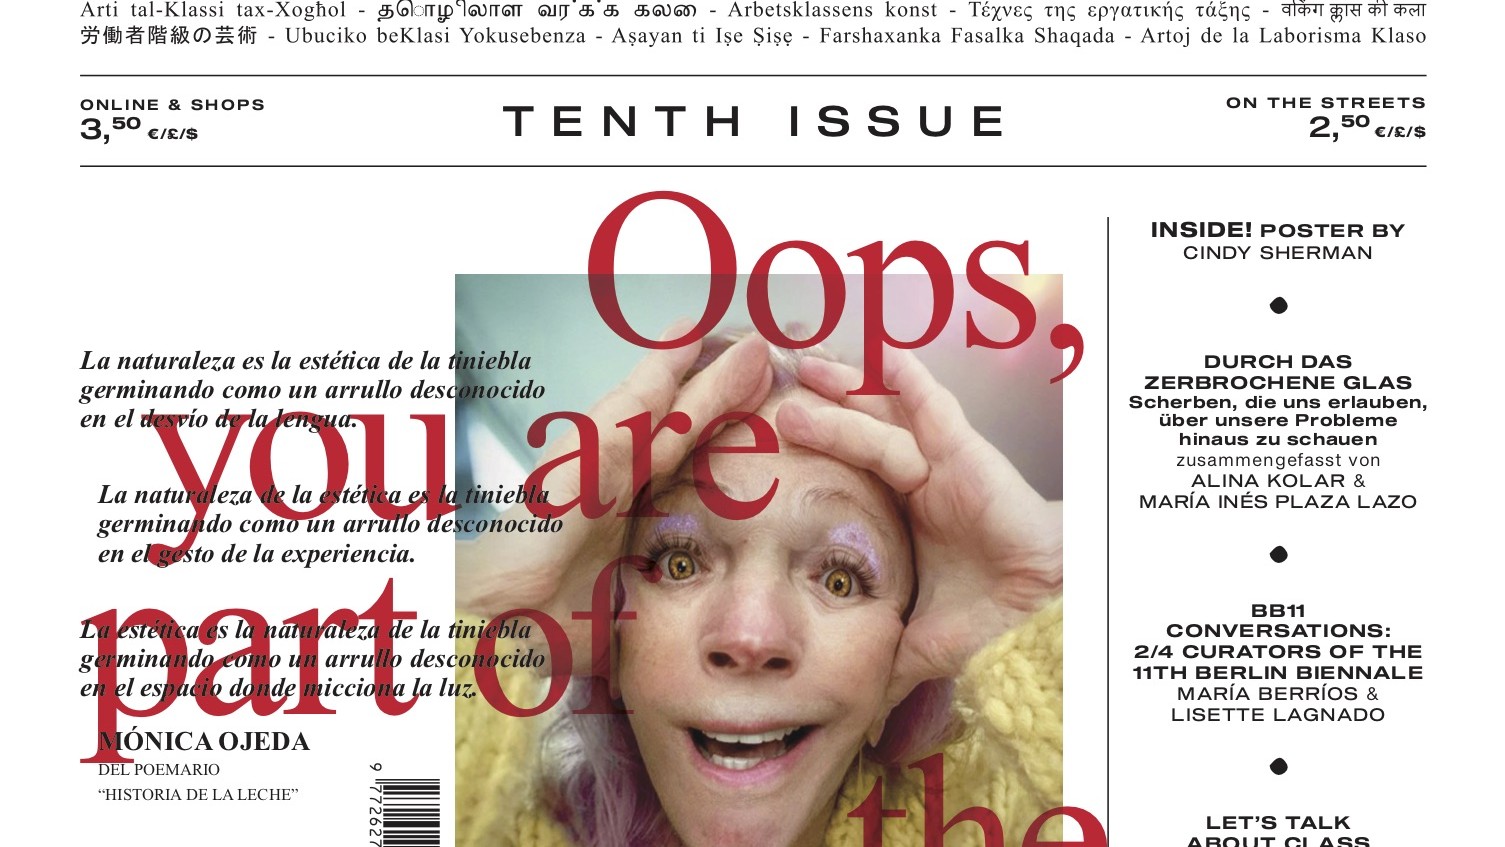 Arti tal-Klassi tax-Xogħol - தொழிலாள வர்க்க கலை - Arbetsklassens konst - Τέχνες της εργατικής τάξης - वर्किंग क्लास की कला
労働者階級の芸術 - Ubuciko beKlasi Yokusebenza - Aṣayan ti Iṣe Ṣiṣẹ - Farshaxanka Fasalka Shaqada - Artoj de la Laborisma Klaso
ONLINE & SHOPS
3,50 €/£/$
TENTH ISSUE
ON THE STREETS
2,50 €/£/$
Oops,
you are
part of
the
La naturaleza es la estética de la tiniebla
germinando como un arrullo desconocido
en el desvío de la lengua.
La naturaleza de la estética es la tiniebla
germinando como un arrullo desconocido
en el gesto de la experiencia.
La estética es la naturaleza de la tiniebla
germinando como un arrullo desconocido
en el espacio donde micciona la luz.
MÓNICA OJEDA
DEL POEMARIO
“HISTORIA DE LA LECHE”
9 772627
INSIDE! POSTER BY
CINDY SHERMAN
DURCH DAS
ZERBROCHENE GLAS
Scherben, die uns erlauben,
über unsere Probleme
hinaus zu schauen
zusammengefasst von
ALINA KOLAR &
MARÍA INÉS PLAZA LAZO
BB11
CONVERSATIONS:
2/4 CURATORS OF THE
11TH BERLIN BIENNALE
MARÍA BERRÍOS &
LISETTE LAGNADO
LET’S TALK
ABOUT CLASS